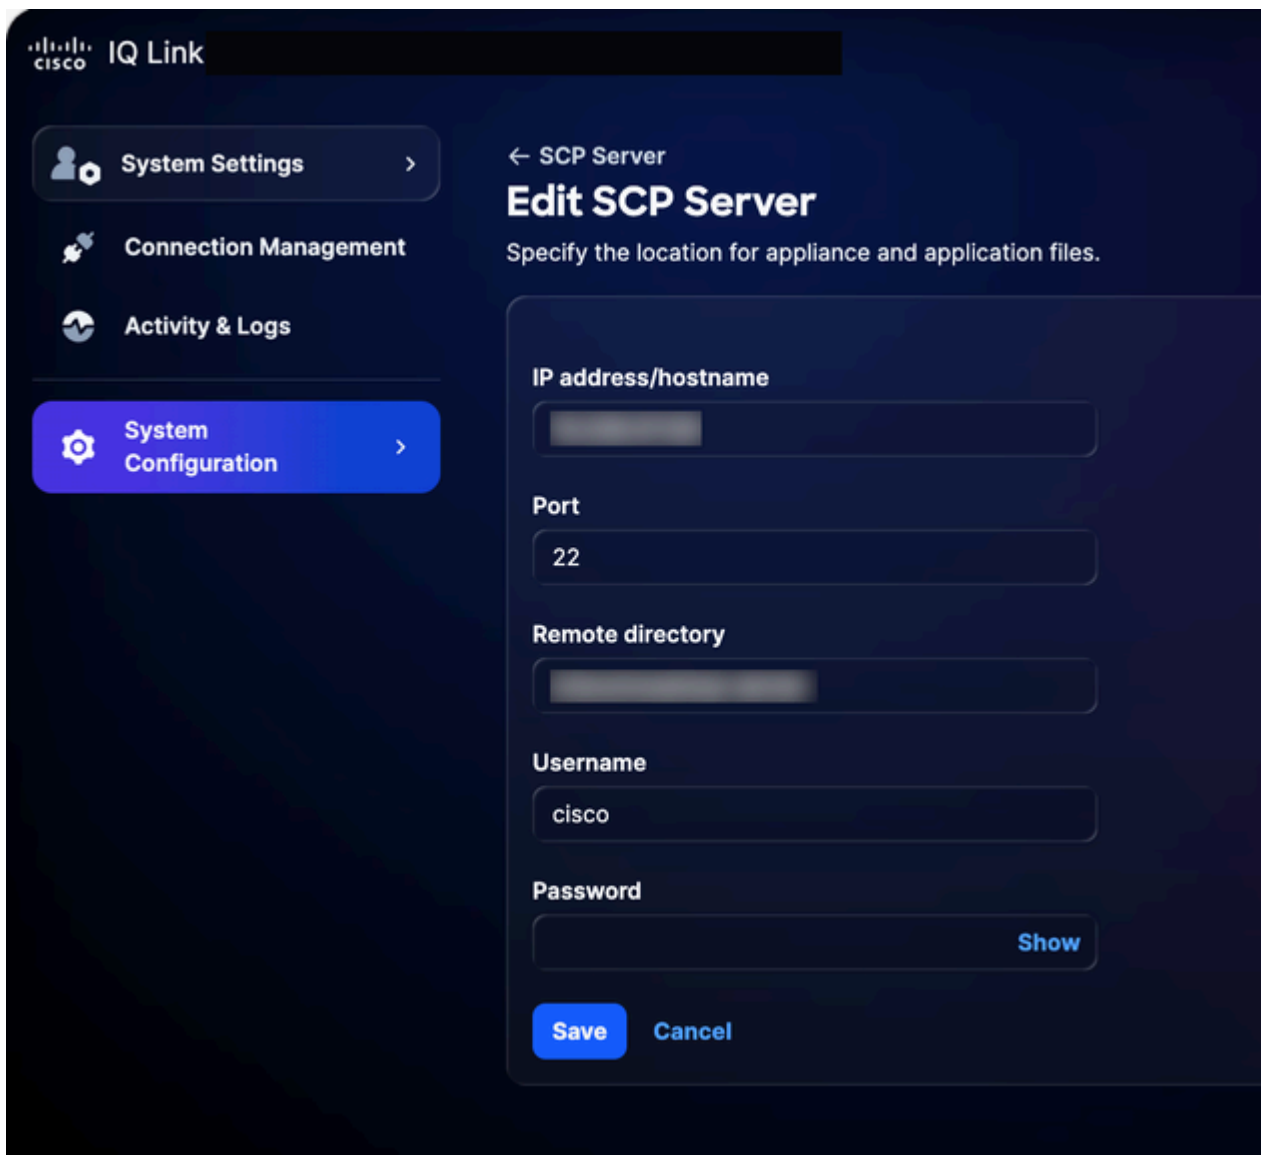 cisco IQ Link
System Settings
Connection Management
Activity & Logs
System
Configuration
← SCP Server
Edit SCP Server
Specify the location for appliance and application files.
IP address/hostname
Port
22
Remote directory
Username
cisco
Password
Show
Save Cancel